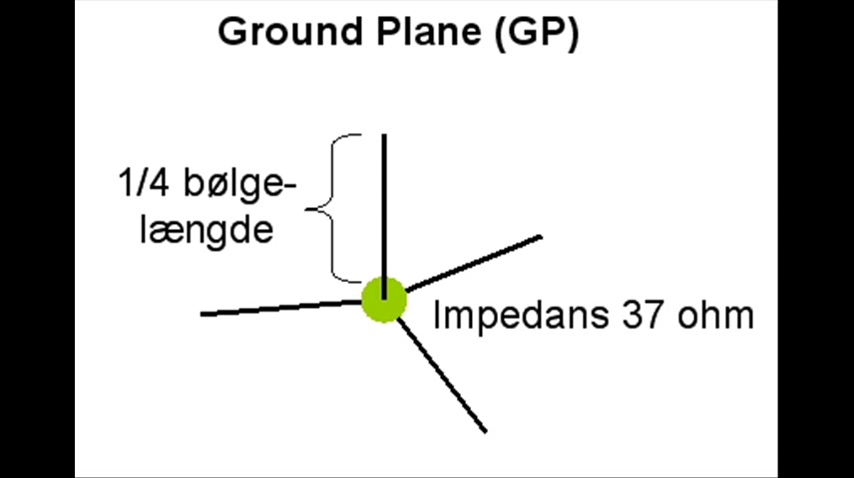 Ground Plane (GP)
1/4 bølge-
længde
Impedans 37 ohm